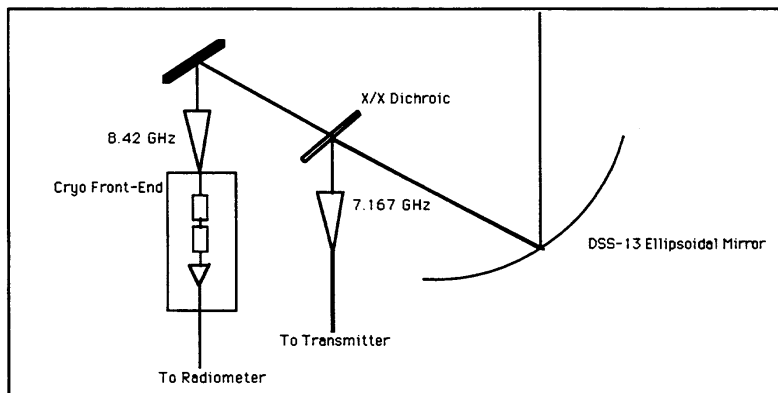 X/X Dichroic
8.42 GHz
Cryo Front-End
7.167 GHz
DSS-13 Ellipsoidal Mirror
To Transmitter
To Radiometer